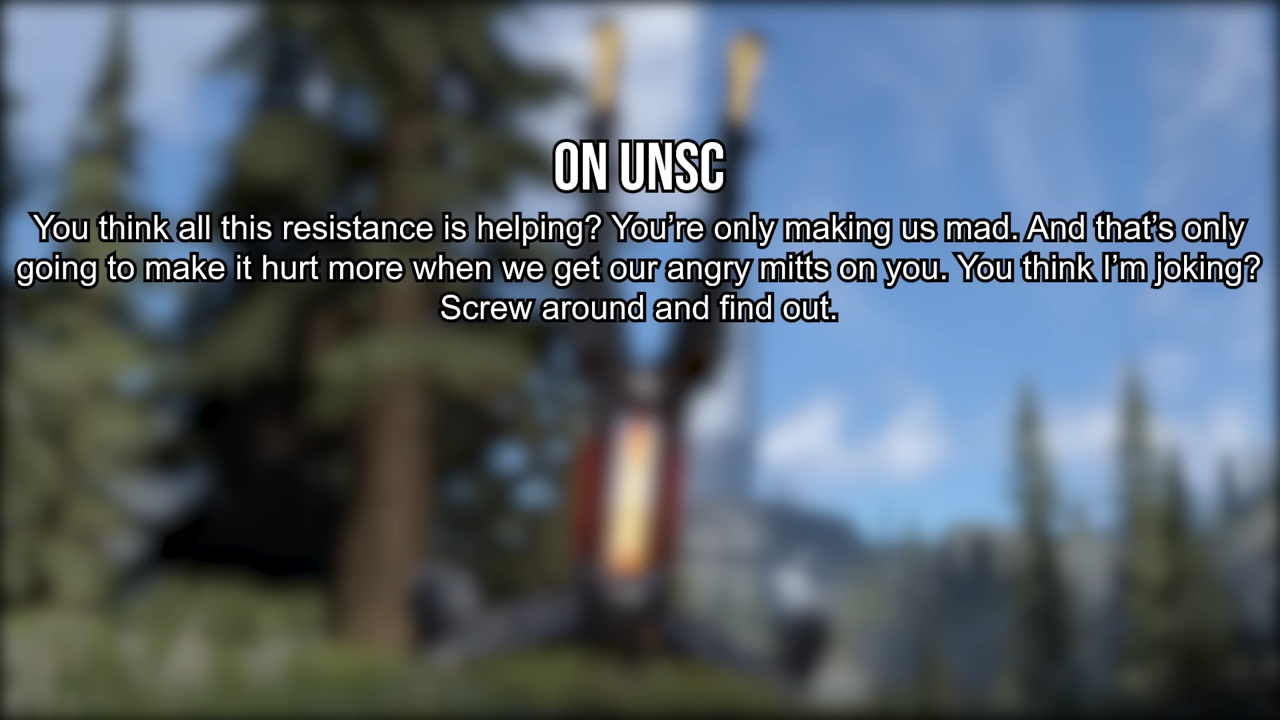 ON UNSC
You think all this resistance is helping? You’re only making us mad. And that’s only
going to make it hurt more when we get our angry mitts on you. You think I’m joking?
Screw around and find out.